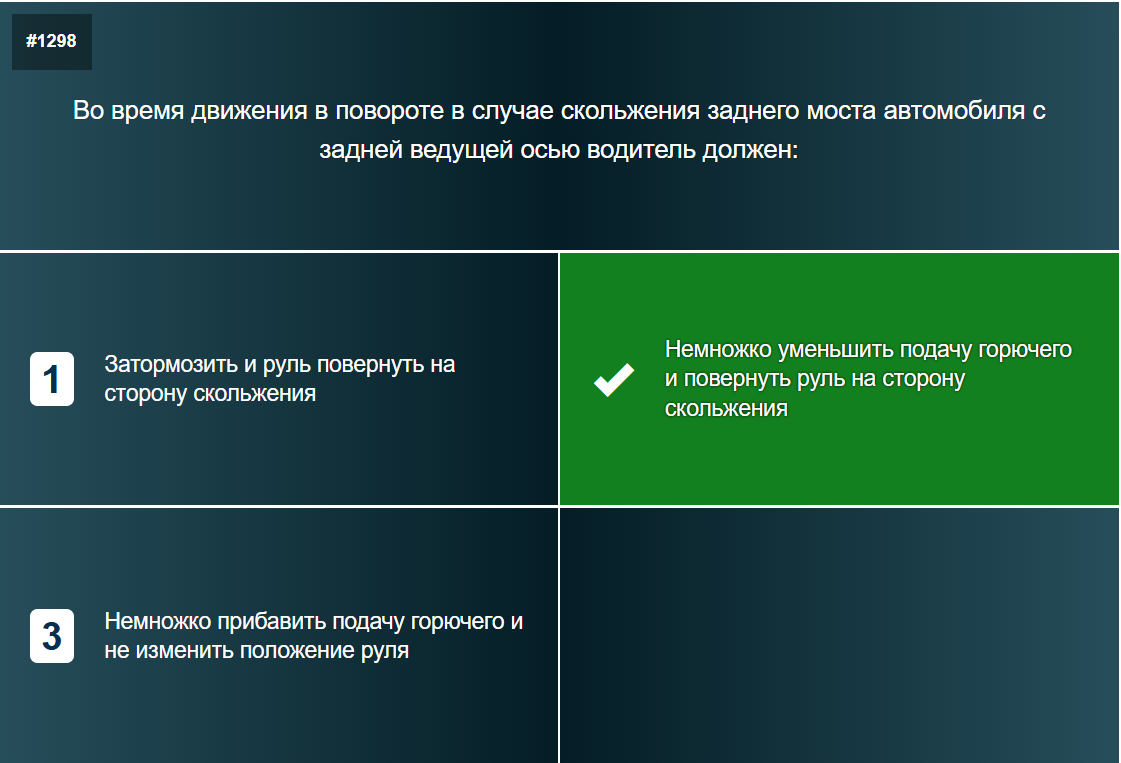 #1298
Во время движения в повороте в случае скольжения заднего моста автомобиля с
задней ведущей осью водитель должен:
1
Затормозить и руль повернуть на
сторону скольжения
Немножко уменьшить подачу горючего
и повернуть руль на сторону
скольжения
3
Немножко прибавить подачу горючего и
не изменить положение руля